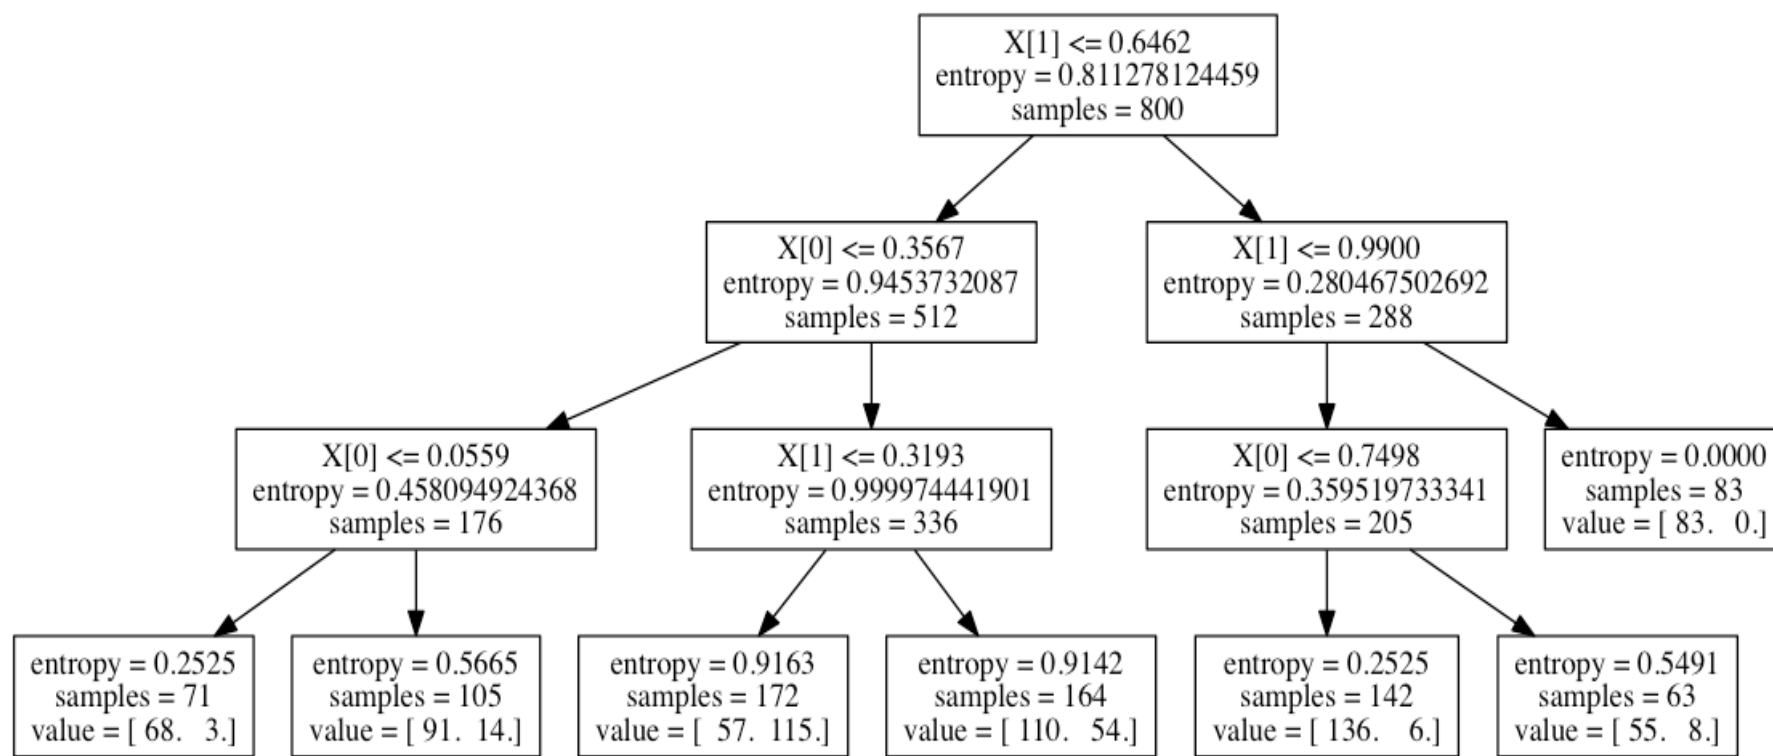 X[1] <= 0.6462
entropy = 0.811278124459
samples = 800
X[0] <= 0.3567
entropy = 0.9453732087
samples = 512
X[1] <= 0.9900
entropy = 0.280467502692
samples = 288
X[0] <= 0.0559
entropy = 0.458094924368
samples = 176
X[1] <= 0.3193
entropy = 0.999974441901
samples = 336
X[0] <= 0.7498
entropy = 0.359519733341
samples = 205
entropy = 0.0000
samples = 83
value = [ 83. 0.]
entropy = 0.2525
samples = 71
value = [ 68. 3.]
entropy = 0.5665
samples = 105
value = [ 91. 14.]
entropy = 0.9163
samples = 172
value = [ 57. 115.]
entropy = 0.9142
samples = 164
value = [ 110. 54.]
entropy = 0.2525
samples = 142
value = [ 136. 6.]
entropy = 0.5491
samples = 63
value = [ 55. 8.]